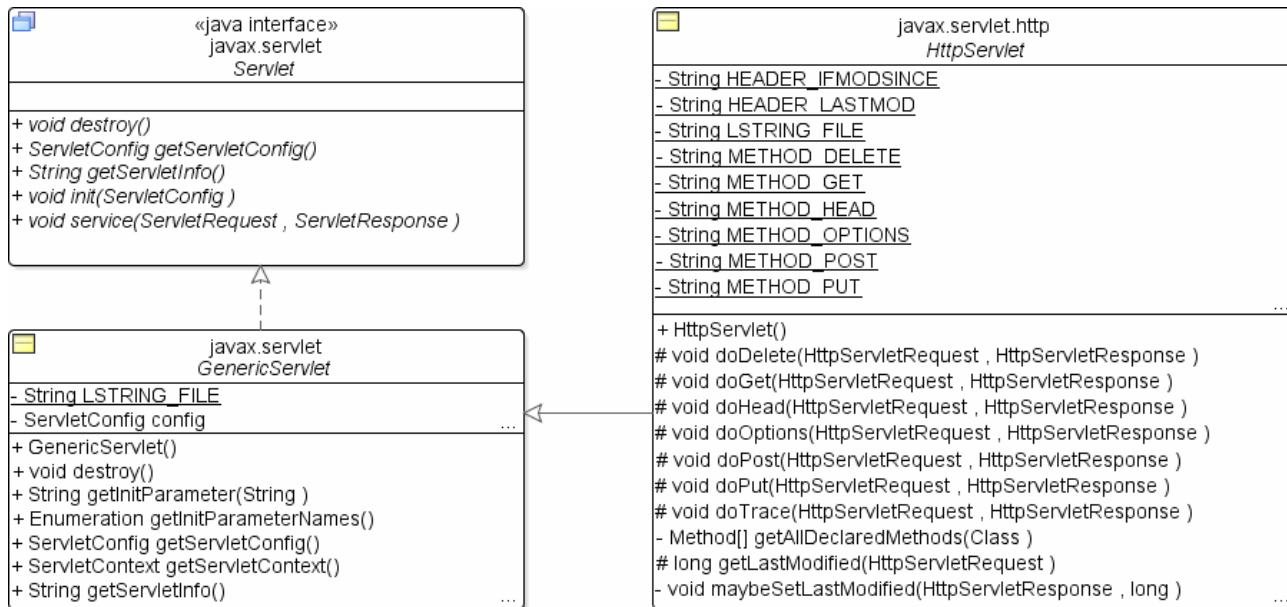 «java interface»
javax.servlet
Servlet
+ void destroy()
+ ServletConfig getServletConfig()
+ String getServletInfo()
+ void init(ServletConfig )
+ void service(ServletRequest , ServletResponse )
javax.servlet
GenericServlet
- String LSTRING_FILE
- ServletConfig config
...
+ GenericServlet()
+ void destroy()
+ String getInitParameter(String )
+ Enumeration getInitParameterNames()
+ ServletConfig getServletConfig()
+ ServletContext getServletContext()
+ String getServletInfo()
...
javax.servlet.http
HttpServlet
- String HEADER_IFMODSINCE
- String HEADER_LASTMOD
- String LSTRING_FILE
- String METHOD_DELETE
- String METHOD_GET
- String METHOD_HEAD
- String METHOD_OPTIONS
- String METHOD_POST
- String METHOD_PUT
...
+ HttpServlet()
# void doDelete(HttpServletRequest , HttpServletResponse )
# void doGet(HttpServletRequest , HttpServletResponse )
# void doHead(HttpServletRequest , HttpServletResponse )
# void doOptions(HttpServletRequest , HttpServletResponse )
# void doPost(HttpServletRequest , HttpServletResponse )
# void doPut(HttpServletRequest , HttpServletResponse )
# void doTrace(HttpServletRequest , HttpServletResponse )
- Method[] getAllDeclaredMethods(Class )
# long getLastModified(HttpServletRequest )
- void maybeSetLastModified(HttpServletResponse , long )
...